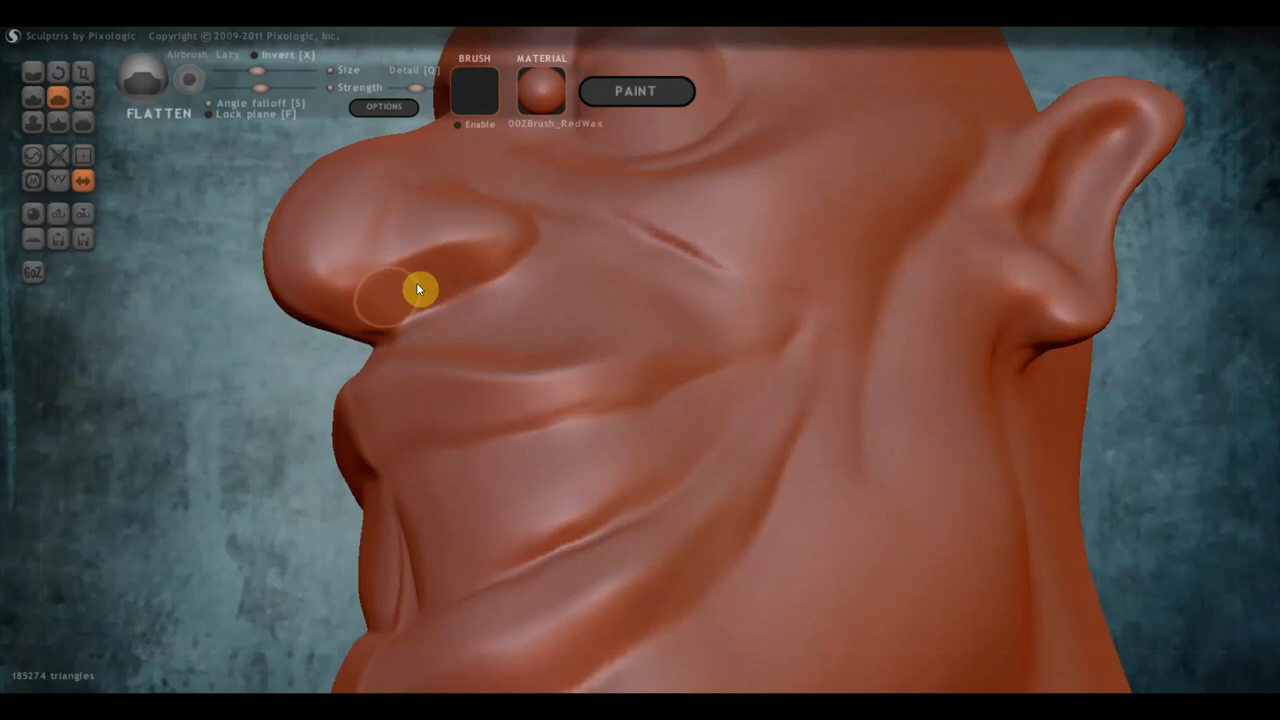 Sculptris by Pixologic Copyright © 2009-2011 Pixologic, Inc.
Airbrush Lazy Invert [X]
Size Detail [Q]
Strength
Angle falloff [S]
Lock plane [F]
FLATTEN
OPTIONS
BRUSH
Enable
MATERIAL
00ZBrush_RedWax
PAINT
GoZ
185274 triangles